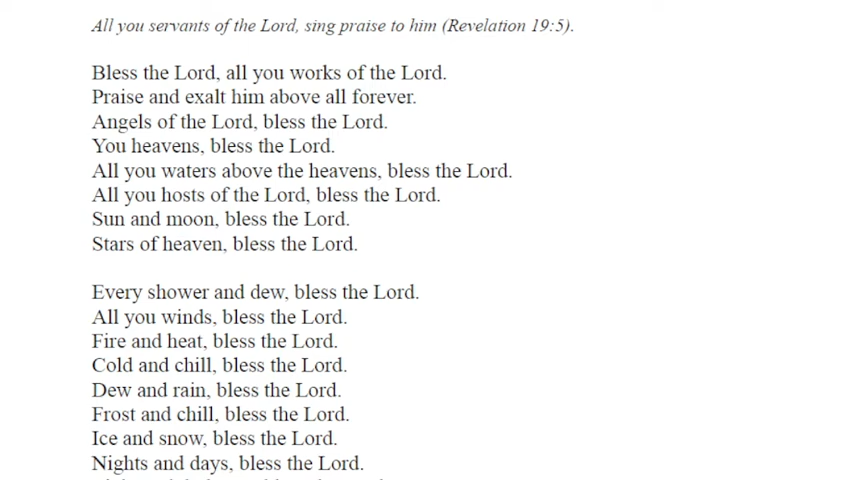 All you servants of the Lord, sing praise to him (Revelation 19:5).
Bless the Lord, all you works of the Lord.
Praise and exalt him above all forever.
Angels of the Lord, bless the Lord.
You heavens, bless the Lord.
All you waters above the heavens, bless the Lord.
All you hosts of the Lord, bless the Lord.
Sun and moon, bless the Lord.
Stars of heaven, bless the Lord.
Every shower and dew, bless the Lord.
All you winds, bless the Lord.
Fire and heat, bless the Lord.
Cold and chill, bless the Lord.
Dew and rain, bless the Lord.
Frost and chill, bless the Lord.
Ice and snow, bless the Lord.
Nights and days, bless the Lord.